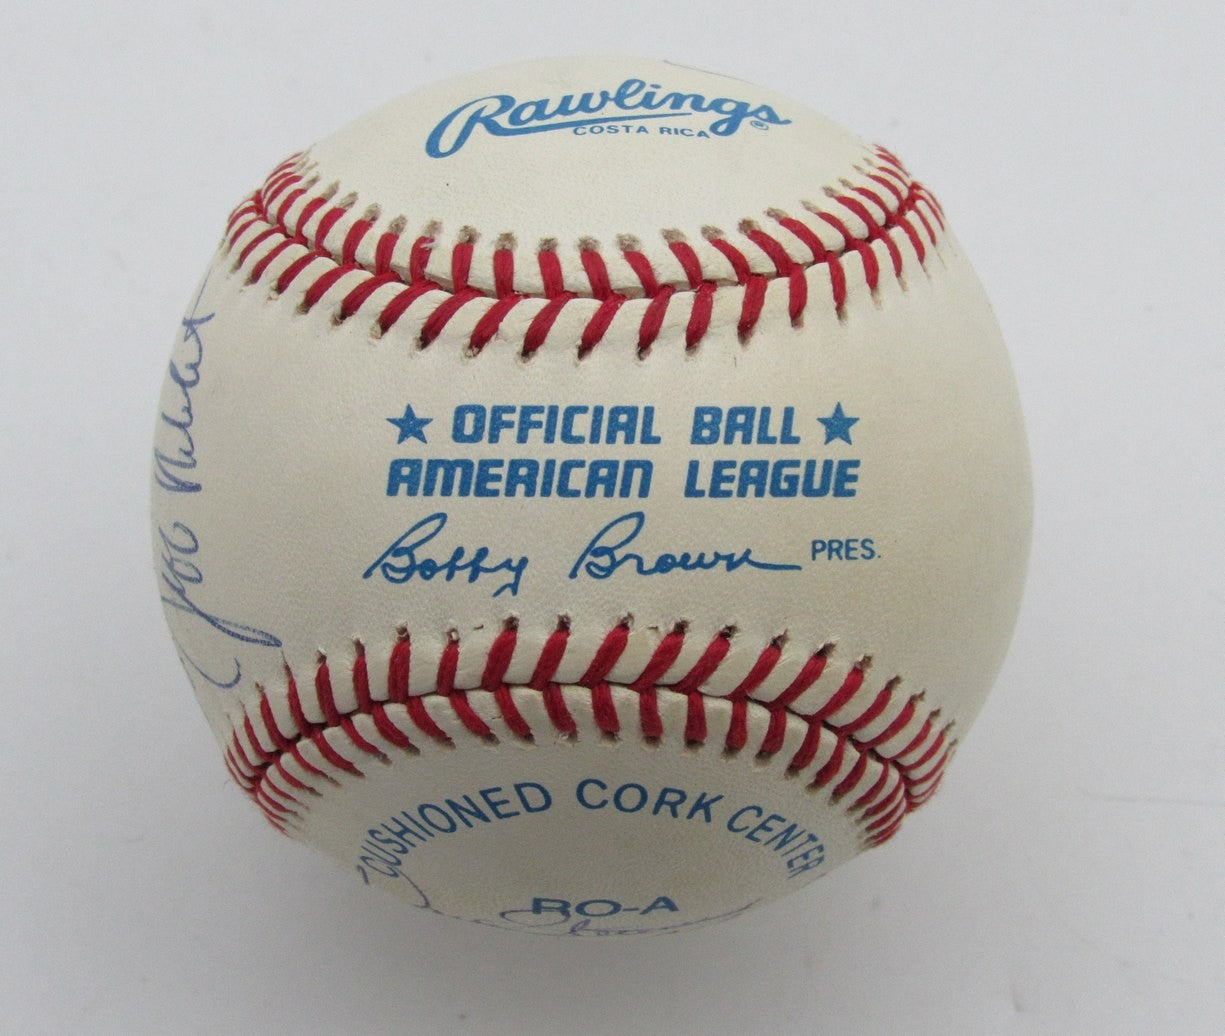 Rawlings®
COSTA RICA
★ OFFICIAL BALL ★
AMERICAN LEAGUE
Bobby Brown PRES.
CUSHIONED CORK CENTER
RO-A